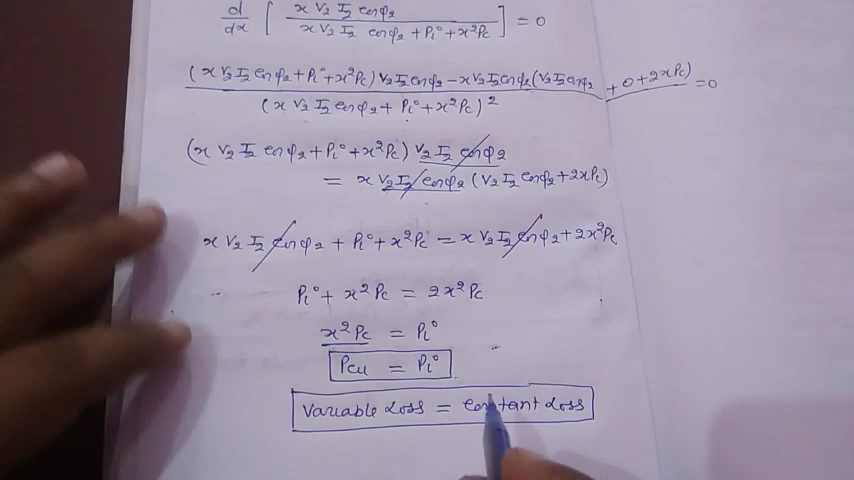 d/dx [ x V₂ I₂ cosφ₂ / x V₂ I₂ cosφ₂ + Pi + x²Pc ] = 0
(x V₂ I₂ cosφ₂ + Pi + x²Pc) V₂ I₂ cosφ₂ - x V₂ I₂ cosφ₂ (V₂ I₂ cosφ₂ + 0 + 2xPc) / (x V₂ I₂ cosφ₂ + Pi + x²Pc)² = 0
(x V₂ I₂ cosφ₂ + Pi + x²Pc) V₂ I₂ cosφ₂
= x V₂ I₂ cosφ₂ (V₂ I₂ cosφ₂ + 2xPc)
x V₂ I₂ cosφ₂ + Pi + x²Pc = x V₂ I₂ cosφ₂ + 2x²Pc
Pi + x²Pc = 2x²Pc
x²Pc = Pi
Pcu = Pi
Variable Loss = constant Loss